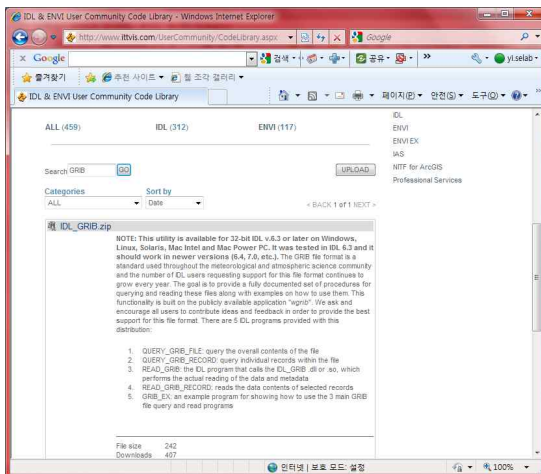 IDL & ENVI User Community Code Library - Windows Internet Explorer
http://www.ittvis.com/UserCommunity/CodeLibrary.aspx
Google
x Google 검색 공유 » yl.selab
즐겨찾기 추천 사이트 웹 조각 갤러리
IDL & ENVI User Community Code Library 페이지(P) 안전(S) 도구(O) »
ALL (459) IDL (312) ENVI (117)
IDL
ENVI
ENVI EX
IAS
NITF for ArcGIS
Professional Services
Search GRIB GO UPLOAD
Categories Sort by
ALL Date < BACK 1 of 1 NEXT >
IDL_GRIB.zip
NOTE: This utility is available for 32-bit IDL v.6.3 or later on Windows,
Linux, Solaris, Mac Intel and Mac Power PC. It was tested in IDL 6.3 and it
should work in newer versions (6.4, 7.0, etc.). The GRIB file format is a
standard used throughout the meteorological and atmospheric science community
and the number of IDL users requesting support for this file format continues to
grow every year. The goal is to provide a fully documented set of procedures for
querying and reading these files along with examples on how to use them. This
functionality is built on the publicly available application "wgrib". We ask and
encourage all users to contribute ideas and feedback in order to provide the best
support for this file format. There are 5 IDL programs provided with this
distribution:
1. QUERY_GRIB_FILE: query the overall contents of the file
2. QUERY_GRIB_RECORD: query individual records within the file
3. READ_GRIB: the IDL program that calls the IDL_GRIB .dll or .so, which
performs the actual reading of the data and metadata
4. READ_GRIB_RECORD: reads the data contents of selected records
5. GRIB_EX: an example program for showing how to use the 3 main GRIB
file query and read programs
File size 242
Downloads 407
인터넷 | 보호 모드: 설정 100%